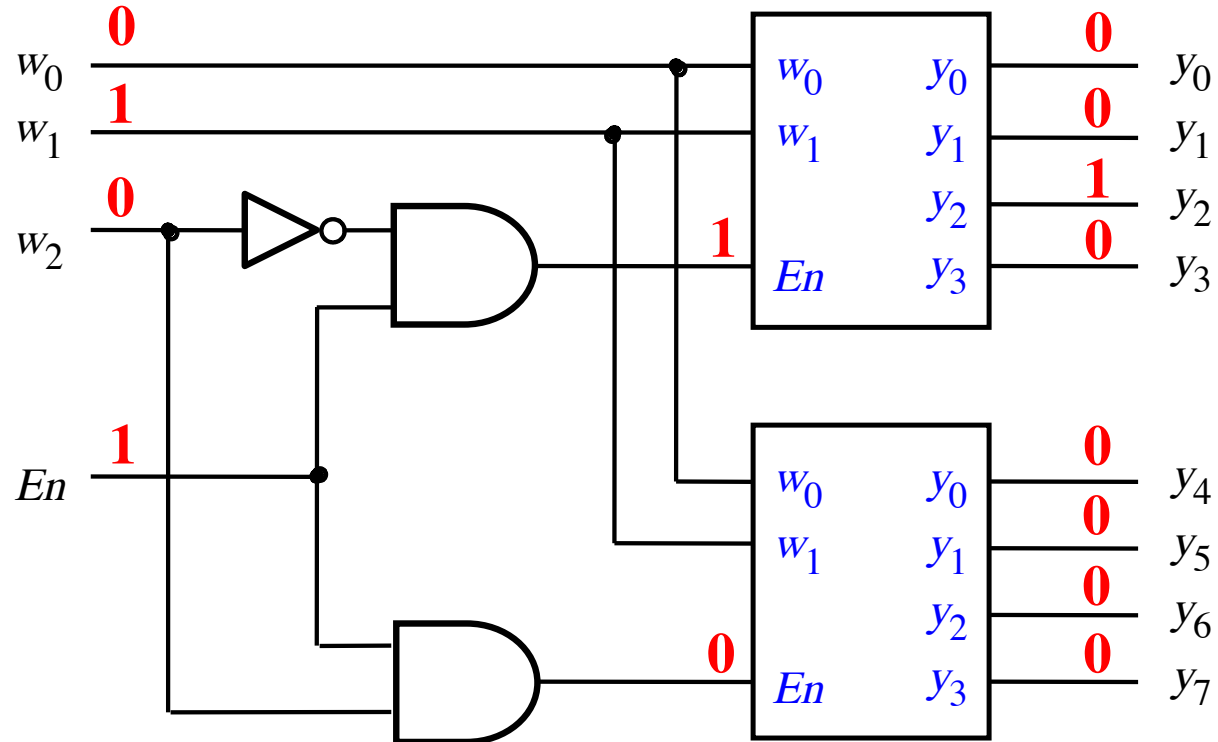 0 0
w0 w0 y0 y0
1 0
w1 w1 y1 y1
0 1
w2 y2 y2
1 0
En y3 y3
1 0
En w0 y0 y4
0
w1 y1 y5
0
y2 y6
0 0
En y3 y7